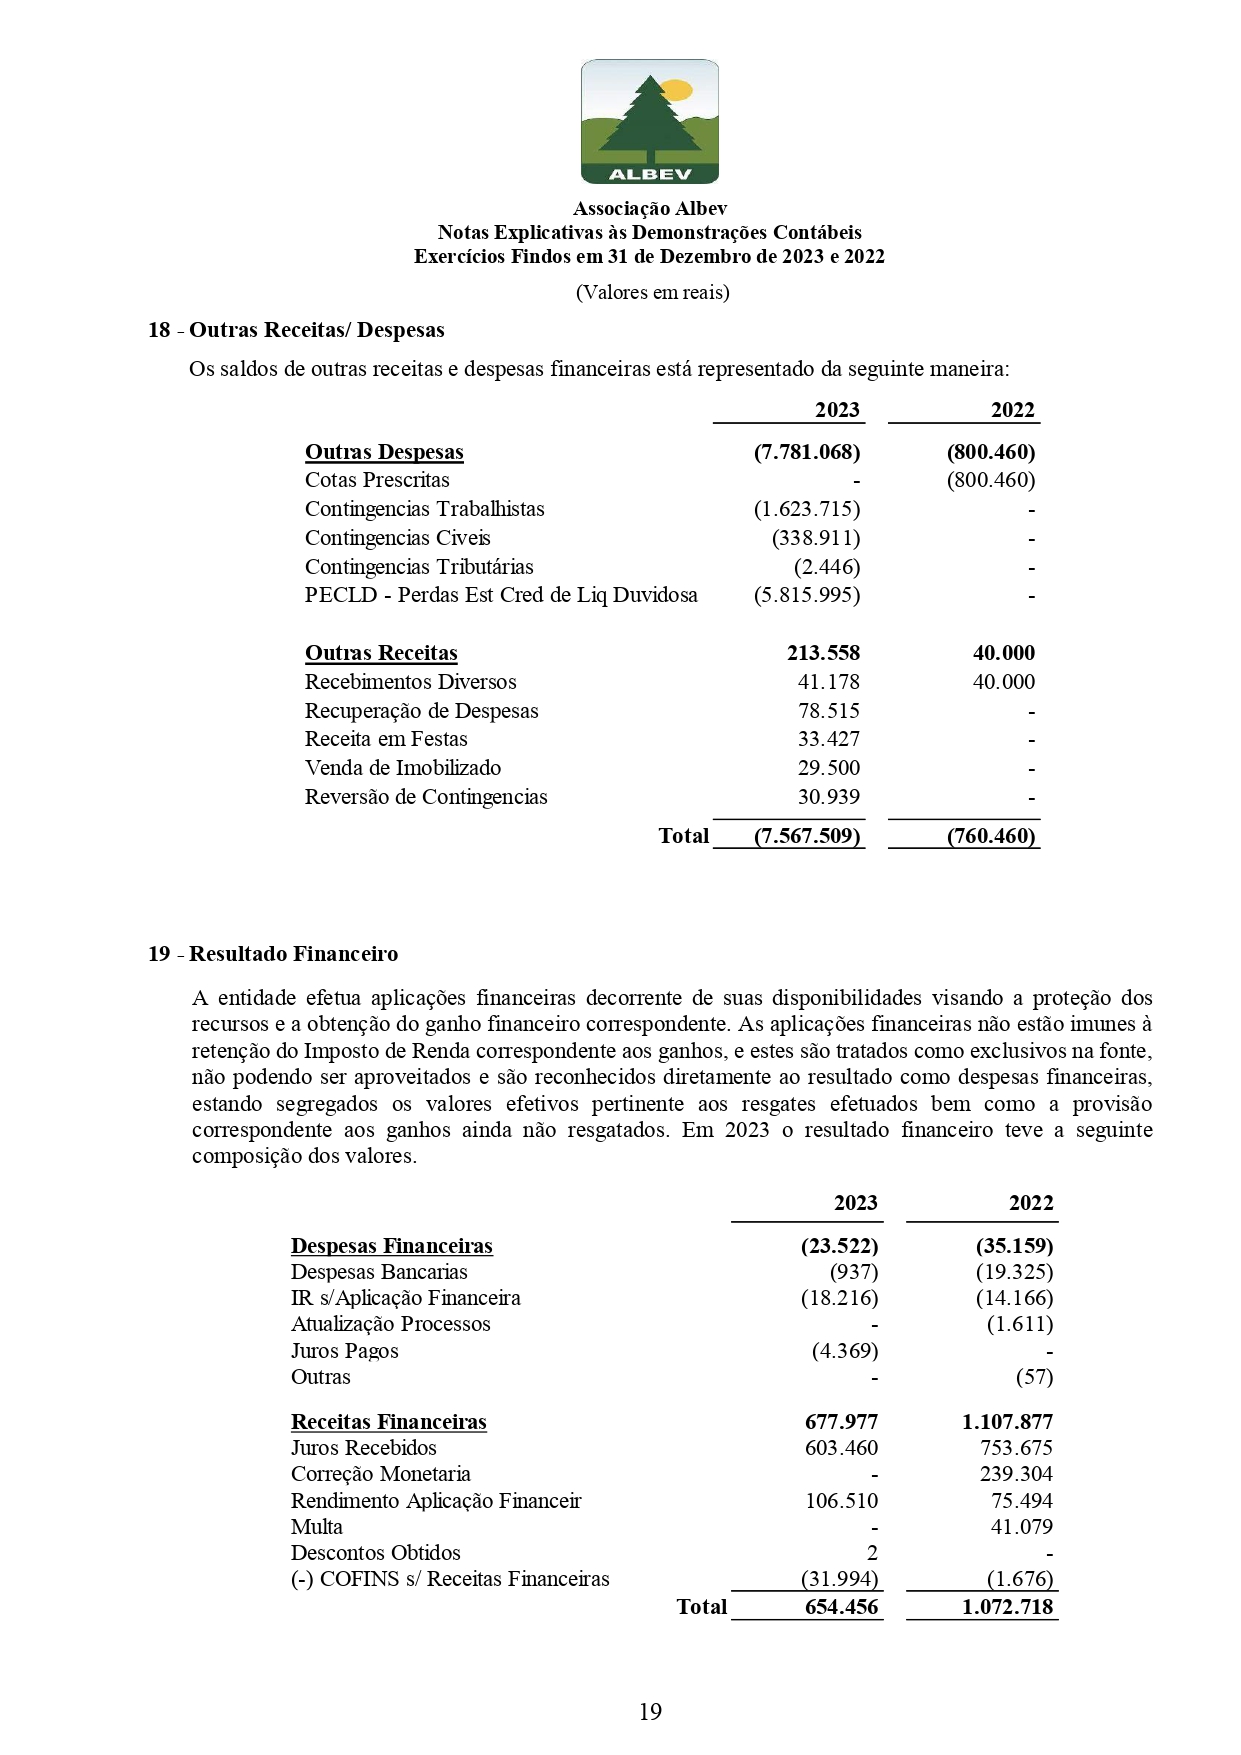 ALBEV
Associação Albev
Notas Explicativas às Demonstrações Contábeis
Exercícios Findos em 31 de Dezembro de 2023 e 2022
(Valores em reais)
18 - Outras Receitas/ Despesas
Os saldos de outras receitas e despesas financeiras está representado da seguinte maneira:
2023 2022
Outras Despesas (7.781.068) (800.460)
Cotas Prescritas - (800.460)
Contingencias Trabalhistas (1.623.715) -
Contingencias Civeis (338.911) -
Contingencias Tributárias (2.446) -
PECLD - Perdas Est Cred de Liq Duvidosa (5.815.995) -
Outras Receitas 213.558 40.000
Recebimentos Diversos 41.178 40.000
Recuperação de Despesas 78.515 -
Receita em Festas 33.427 -
Venda de Imobilizado 29.500 -
Reversão de Contingencias 30.939 -
Total (7.567.509) (760.460)
19 - Resultado Financeiro
A entidade efetua aplicações financeiras decorrente de suas disponibilidades visando a proteção dos
recursos e a obtenção do ganho financeiro correspondente. As aplicações financeiras não estão imunes à
retenção do Imposto de Renda correspondente aos ganhos, e estes são tratados como exclusivos na fonte,
não podendo ser aproveitados e são reconhecidos diretamente ao resultado como despesas financeiras,
estando segregados os valores efetivos pertinente aos resgates efetuados bem como a provisão
correspondente aos ganhos ainda não resgatados. Em 2023 o resultado financeiro teve a seguinte
composição dos valores.
2023 2022
Despesas Financeiras (23.522) (35.159)
Despesas Bancarias (937) (19.325)
IR s/Aplicação Financeira (18.216) (14.166)
Atualização Processos - (1.611)
Juros Pagos (4.369) -
Outras - (57)
Receitas Financeiras 677.977 1.107.877
Juros Recebidos 603.460 753.675
Correção Monetaria - 239.304
Rendimento Aplicação Financeir 106.510 75.494
Multa - 41.079
Descontos Obtidos 2 -
(-) COFINS s/ Receitas Financeiras (31.994) (1.676)
Total 654.456 1.072.718
19